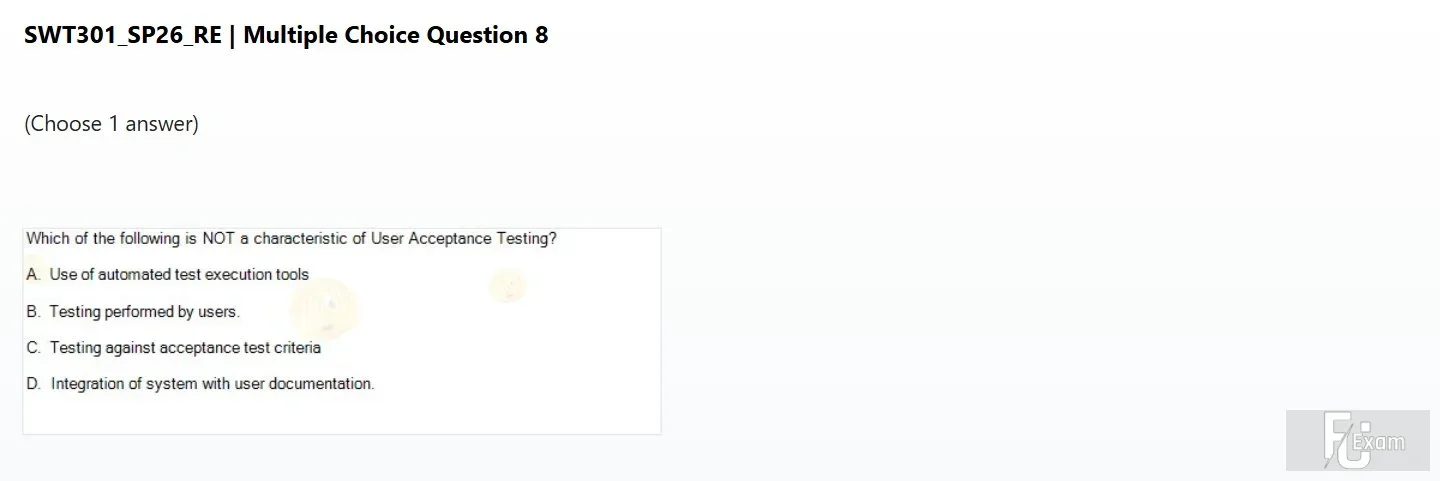 SWT301_SP26_RE | Multiple Choice Question 8
(Choose 1 answer)
Which of the following is NOT a characteristic of User Acceptance Testing?
A. Use of automated test execution tools
B. Testing performed by users.
C. Testing against acceptance test criteria
D. Integration of system with user documentation.
FU Exam